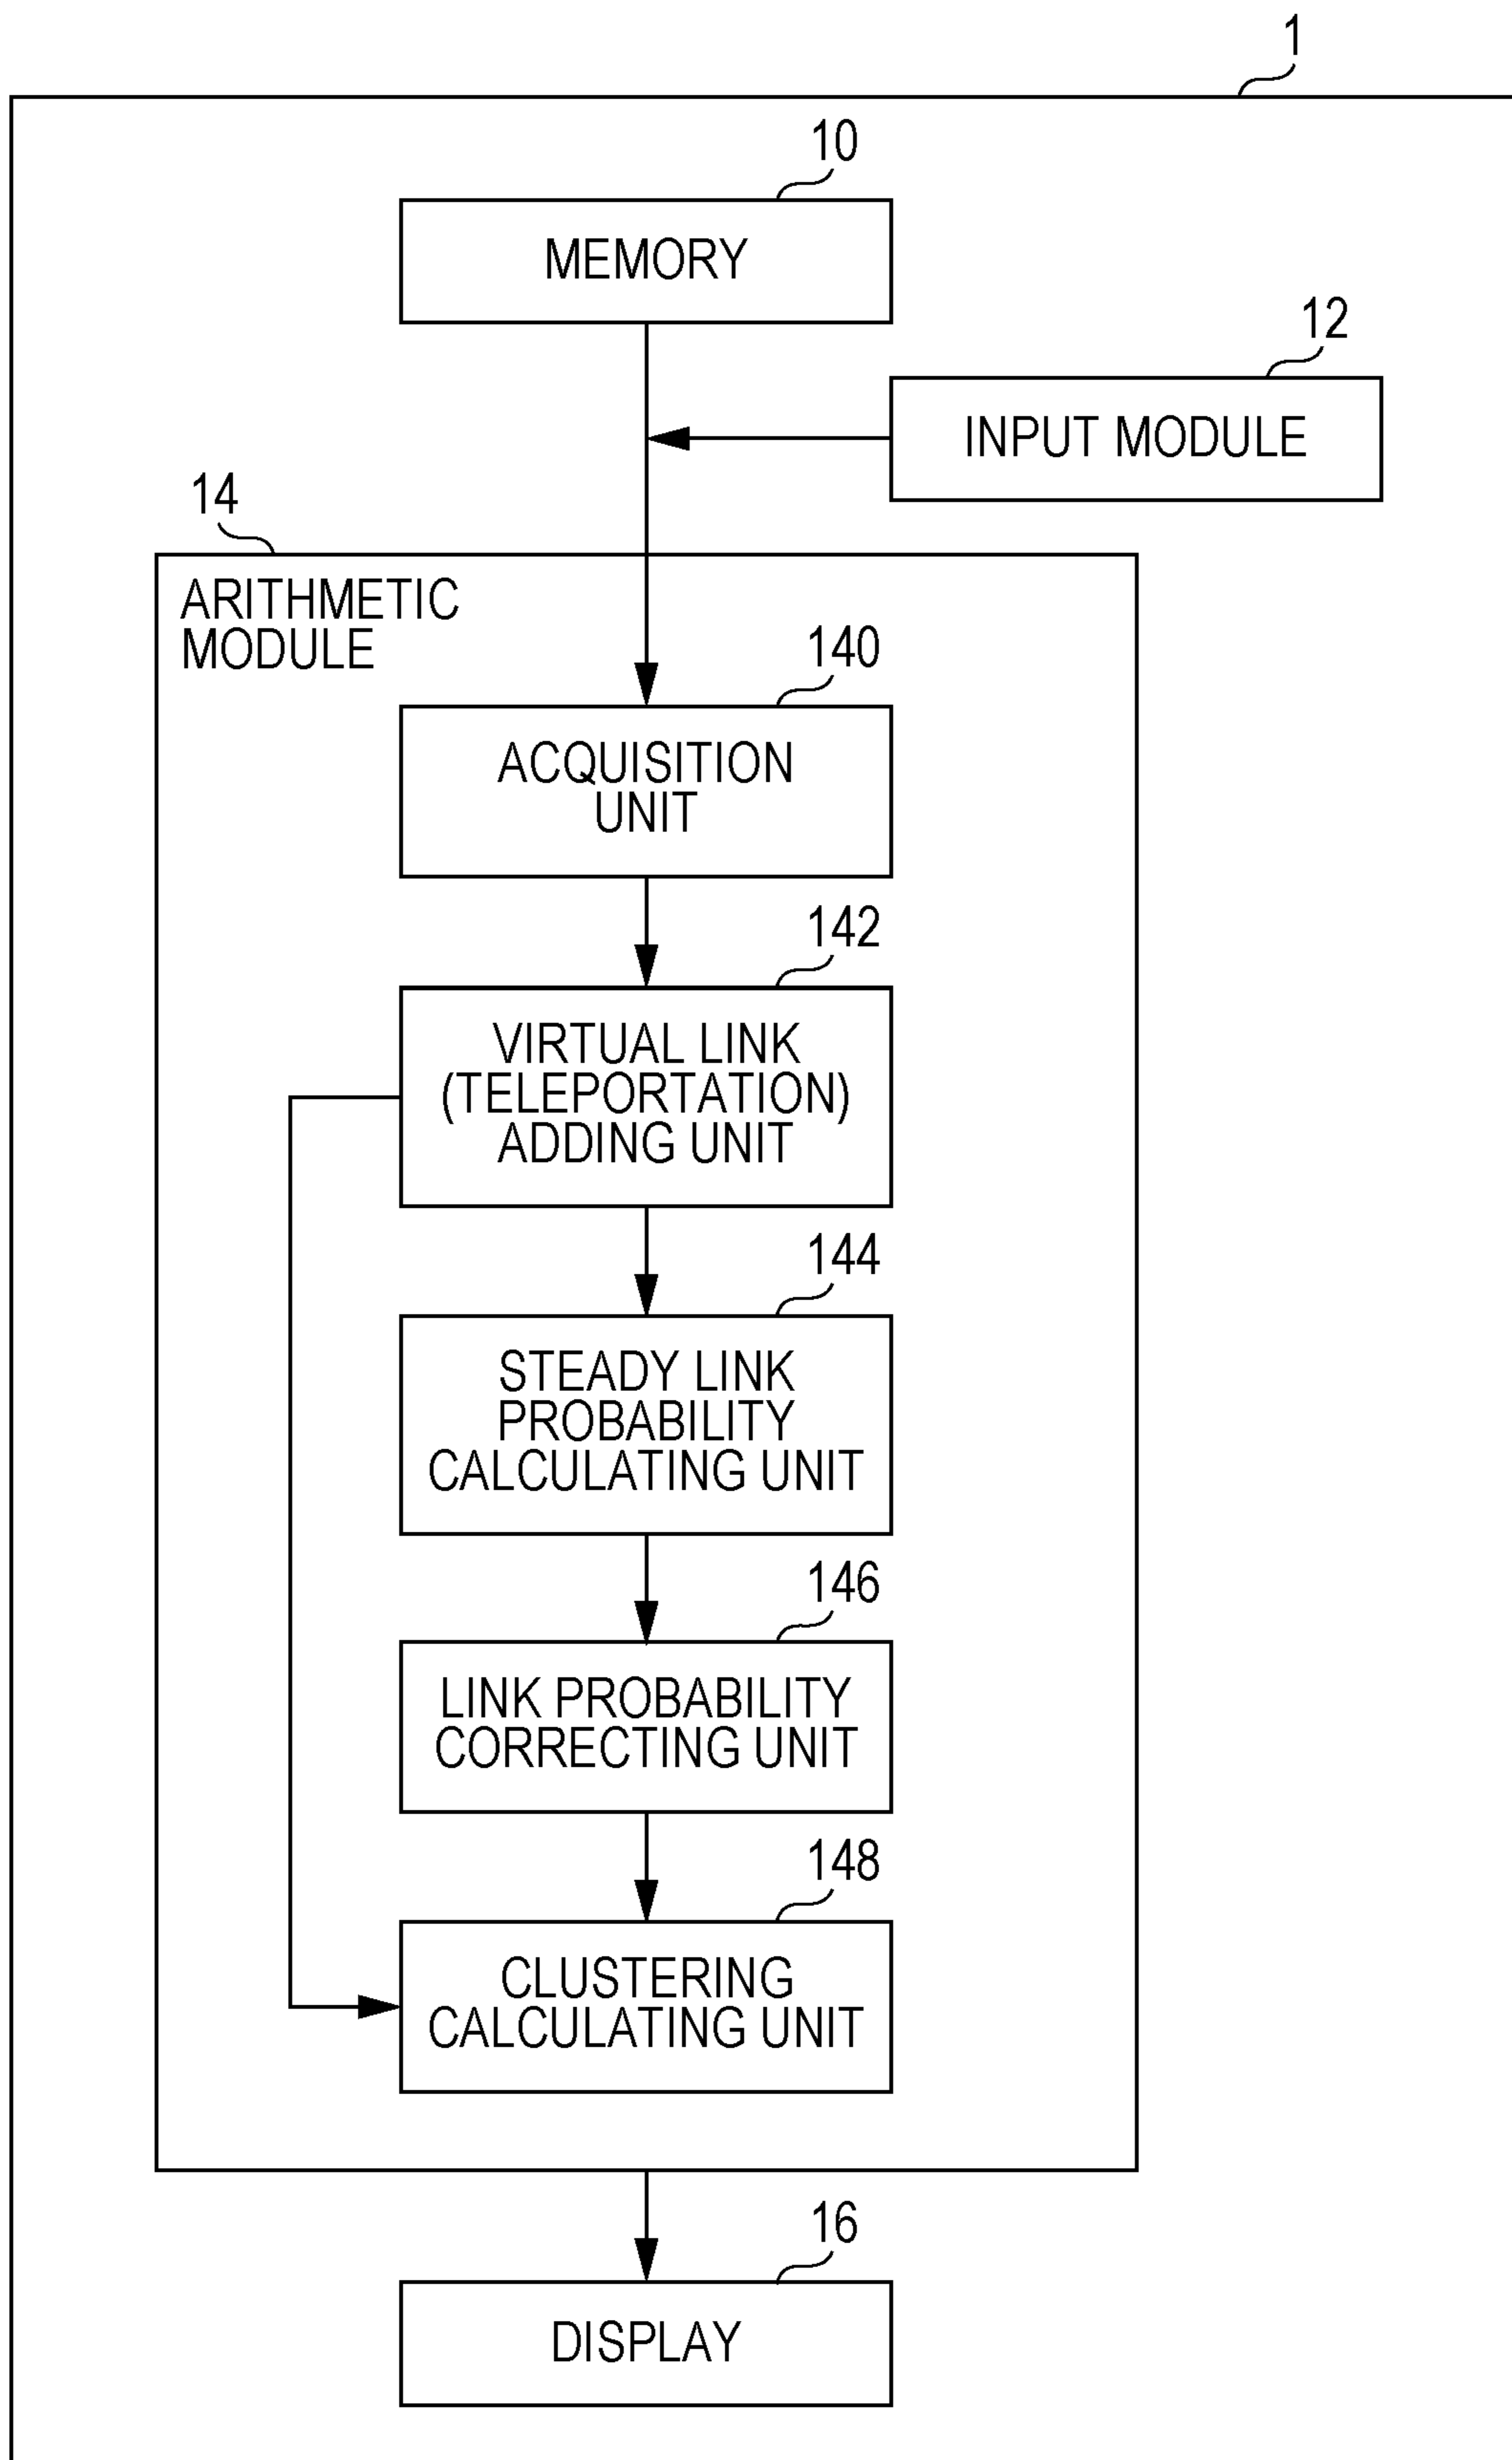 1
10
MEMORY
12
INPUT MODULE
14
ARITHMETIC
MODULE
140
ACQUISITION
UNIT
142
VIRTUAL LINK
(TELEPORTATION)
ADDING UNIT
144
STEADY LINK
PROBABILITY
CALCULATING UNIT
146
LINK PROBABILITY
CORRECTING UNIT
148
CLUSTERING
CALCULATING UNIT
16
DISPLAY